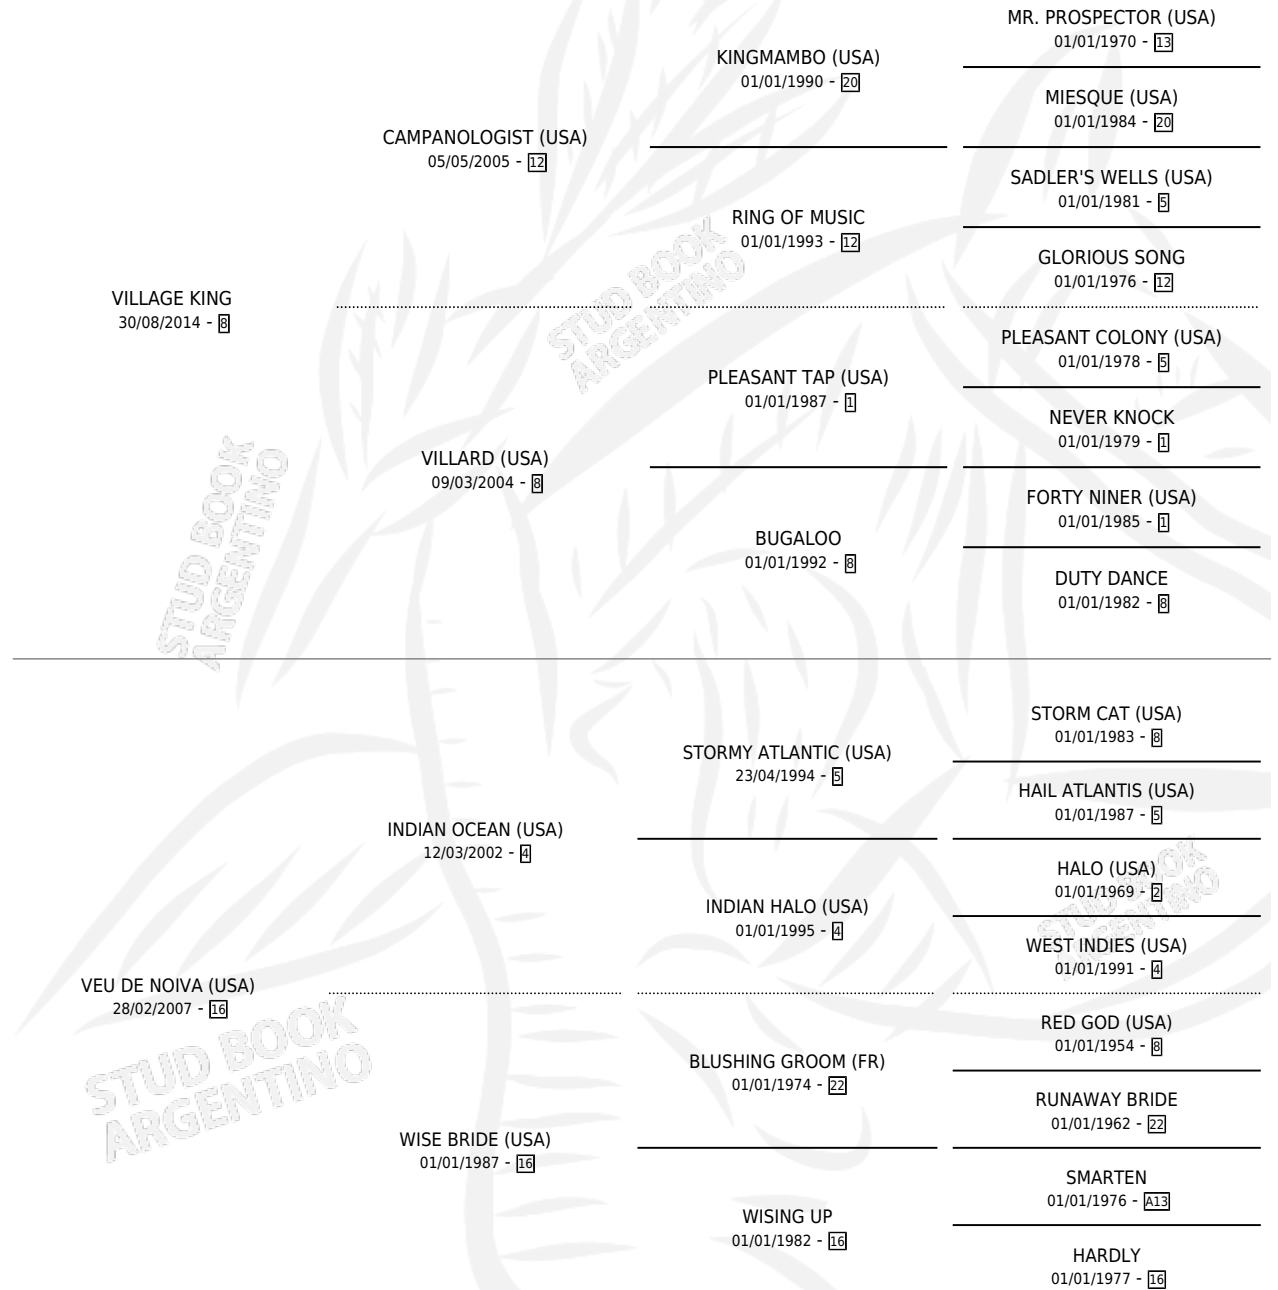 MR. PROSPECTOR (USA)
01/01/1970 - 13
KINGMAMBO (USA)
01/01/1990 - 20
MIESQUE (USA)
01/01/1984 - 20
CAMPANOLOGIST (USA)
05/05/2005 - 12
SADLER'S WELLS (USA)
01/01/1981 - 5
RING OF MUSIC
01/01/1993 - 12
GLORIOUS SONG
01/01/1976 - 12
VILLAGE KING
30/08/2014 - 8
PLEASANT COLONY (USA)
01/01/1978 - 5
PLEASANT TAP (USA)
01/01/1987 - 1
NEVER KNOCK
01/01/1979 - 1
VILLARD (USA)
09/03/2004 - 8
FORTY NINER (USA)
01/01/1985 - 1
BUGALOO
01/01/1992 - 8
DUTY DANCE
01/01/1982 - 8
STORM CAT (USA)
01/01/1983 - 8
STORMY ATLANTIC (USA)
23/04/1994 - 5
HAIL ATLANTIS (USA)
01/01/1987 - 5
INDIAN OCEAN (USA)
12/03/2002 - 4
HALO (USA)
01/01/1969 - 2
INDIAN HALO (USA)
01/01/1995 - 4
WEST INDIES (USA)
01/01/1991 - 4
VEU DE NOIVA (USA)
28/02/2007 - 16
RED GOD (USA)
01/01/1954 - 8
BLUSHING GROOM (FR)
01/01/1974 - 22
RUNAWAY BRIDE
01/01/1962 - 22
WISE BRIDE (USA)
01/01/1987 - 16
SMARTEN
01/01/1976 - A13
WISING UP
01/01/1982 - 16
HARDLY
01/01/1977 - 16
STUD BOOK
ARGENTINO
STUD BOOK
ARGENTINO
STUD BOOK
ARGENTINO
STUD BOOK
ARGENTINO